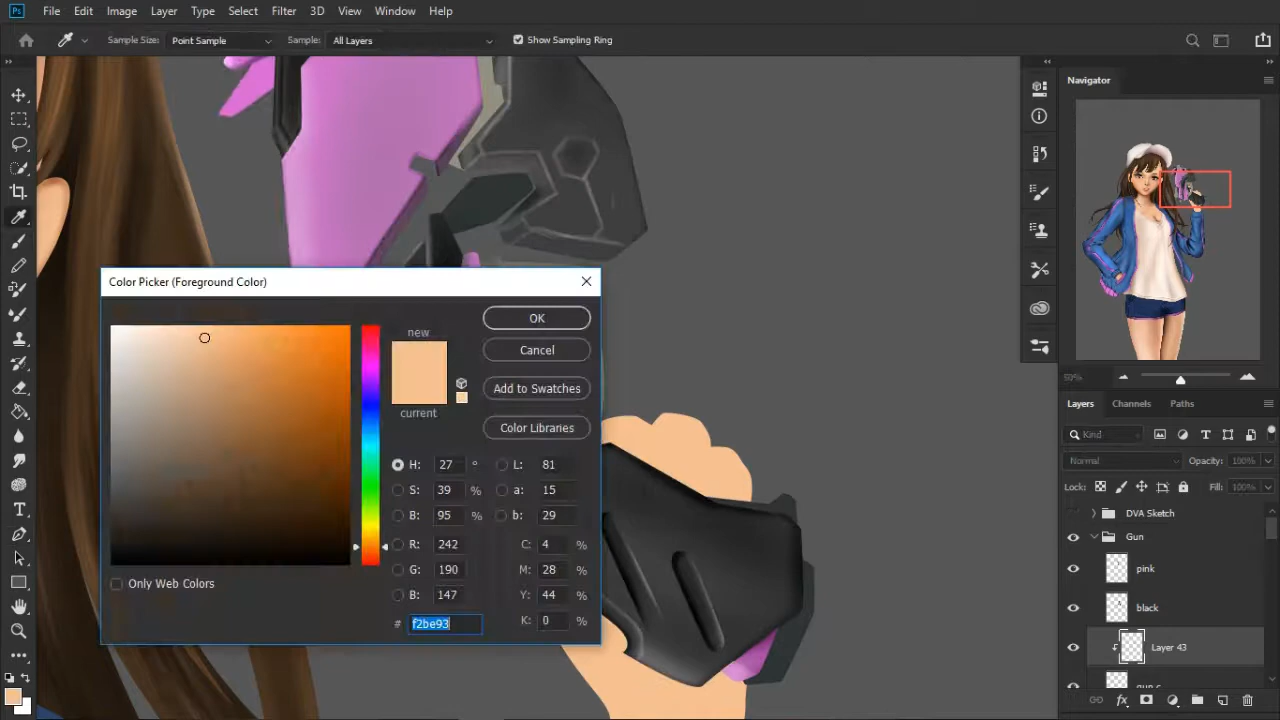 Ps File Edit Image Layer Type Select Filter 3D View Window Help
Sample Size: Point Sample Sample: All Layers Show Sampling Ring
Navigator
50%
Color Picker (Foreground Color)
new
current
OK
Cancel
Add to Swatches
Color Libraries
H: 27 ° L: 81
S: 39 % a: 15
B: 95 % b: 29
R: 242 C: 4 %
G: 190 M: 28 %
B: 147 Y: 44 %
# f2be93 K: 0 %
Only Web Colors
Layers Channels Paths
Kind
Normal Opacity: 100%
Lock: Fill: 100%
DVA Sketch
Gun
pink
black
Layer 43
fx